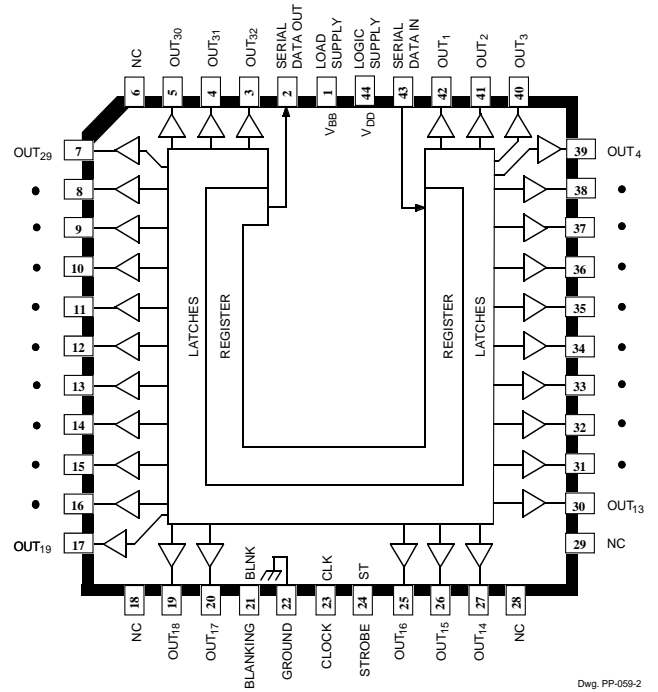 NC
OUT30
OUT31
OUT32
SERIAL DATA OUT
LOAD SUPPLY
LOGIC SUPPLY
SERIAL DATA IN
OUT1
OUT2
OUT3
6
5
4
3
2
1
44
43
42
41
40
VBB
VDD
OUT29
7
39
OUT4
8
38
9
37
10
36
11
35
12
34
13
33
14
32
15
31
16
30
OUT13
OUT19
17
29
NC
LATCHES
REGISTER
REGISTER
LATCHES
BLNK
CLK
ST
18
19
20
21
22
23
24
25
26
27
28
NC
OUT18
OUT17
BLANKING
GROUND
CLOCK
STROBE
OUT16
OUT15
OUT14
NC
Dwg. PP-059-2